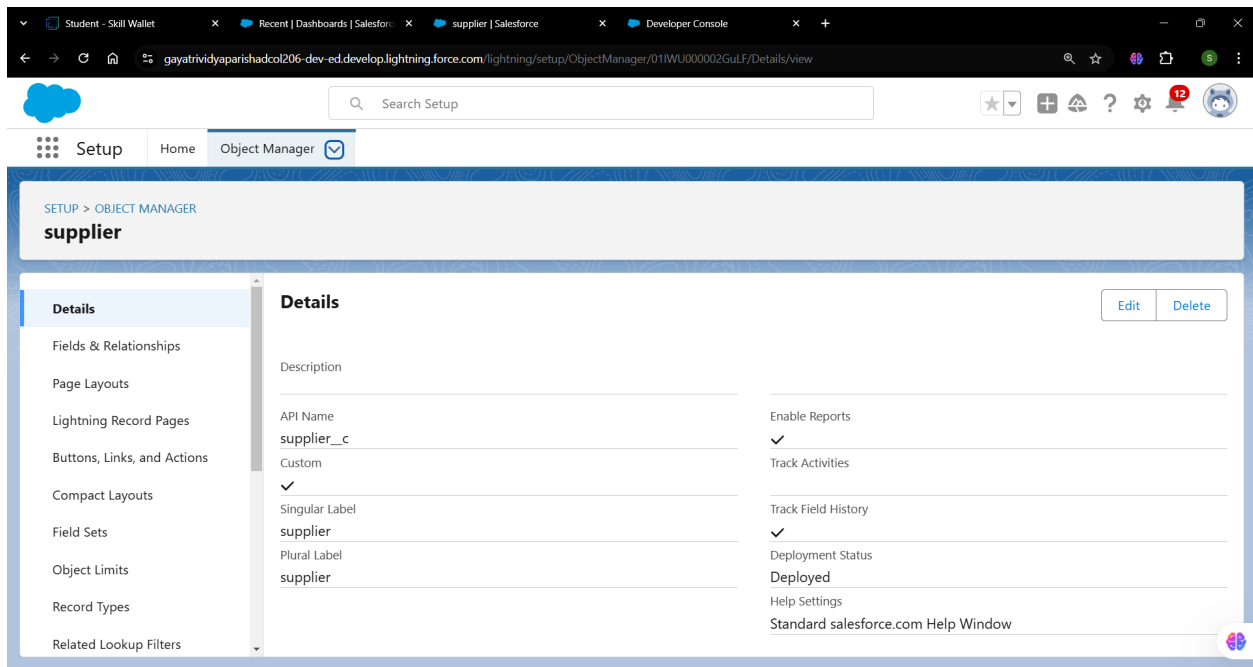 Student - Skill Wallet
Recent | Dashboards | Salesforc
supplier | Salesforce
Developer Console
gayatrividyaparishadcol206-dev-ed.develop.lightning.force.com/lightning/setup/ObjectManager/01IWU000002GuLF/Details/view
S
Search Setup
12
Setup
Home
Object Manager
SETUP > OBJECT MANAGER
supplier
Details
Fields & Relationships
Page Layouts
Lightning Record Pages
Buttons, Links, and Actions
Compact Layouts
Field Sets
Object Limits
Record Types
Related Lookup Filters
Details
Edit
Delete
Description
API Name
supplier__c
Custom
Singular Label
supplier
Plural Label
supplier
Enable Reports
Track Activities
Track Field History
Deployment Status
Deployed
Help Settings
Standard salesforce.com Help Window